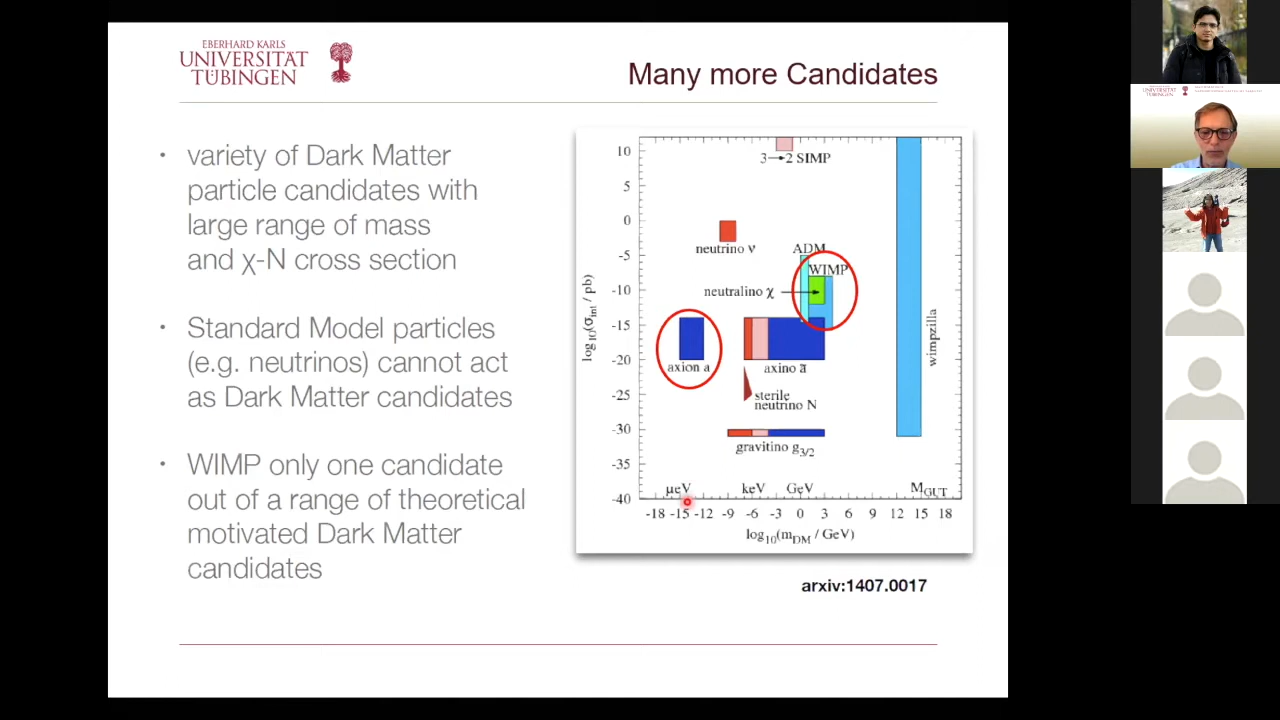 EBERHARD KARLS
UNIVERSITÄT
TÜBINGEN
Many more Candidates
• variety of Dark Matter
particle candidates with
large range of mass
and χ-N cross section
• Standard Model particles
(e.g. neutrinos) cannot act
as Dark Matter candidates
• WIMP only one candidate
out of a range of theoretical
motivated Dark Matter
candidates
10
5
0
-5
-10
-15
-20
-25
-30
-35
-40
log10(σint / pb)
3→2 SIMP
neutrino ν
ADM
WIMP
neutralino χ
axion a
axino ã
sterile
neutrino N
gravitino g3/2
wimpzilla
μeV keV GeV MGUT
-18 -15 -12 -9 -6 -3 0 3 6 9 12 15 18
log10(mDM / GeV)
arxiv:1407.0017
UNIVERSITÄT
TÜBINGEN